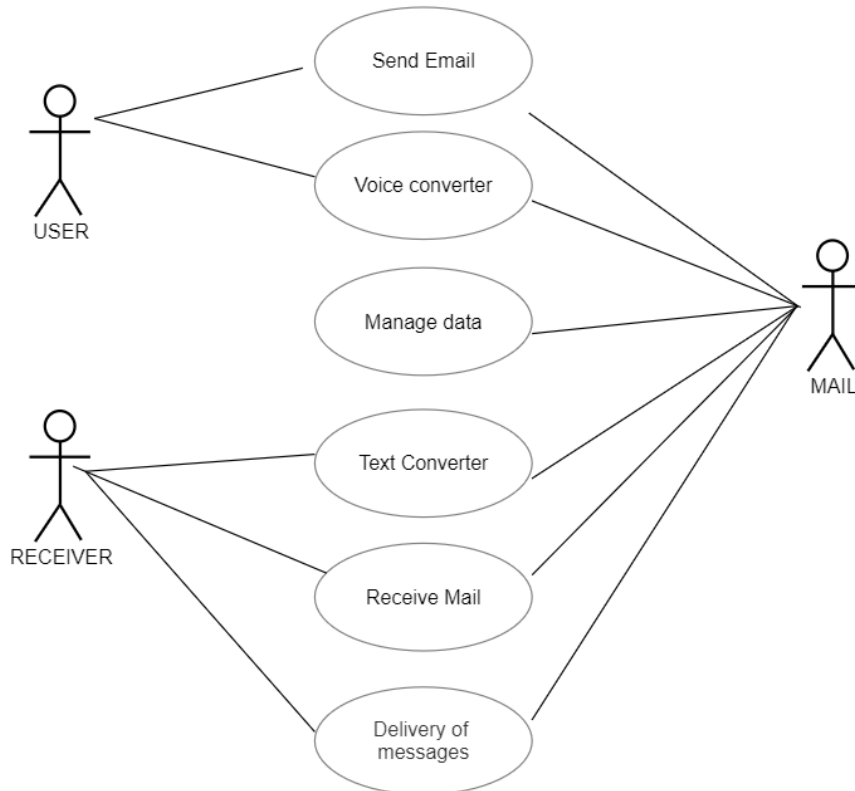 Send Email
USER
Voice converter
Manage data
MAIL
Text Converter
RECEIVER
Receive Mail
Delivery of
messages